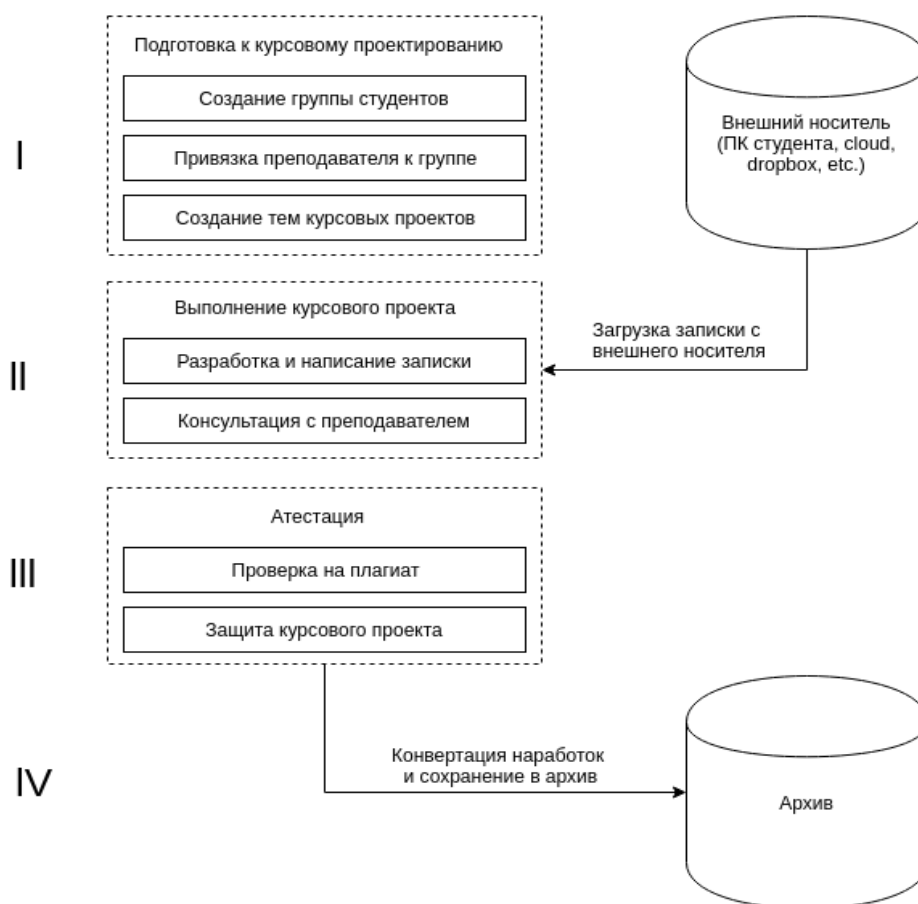 Подготовка к курсовому проектированию
Создание группы студентов
I
Привязка преподавателя к группе
Создание тем курсовых проектов
Внешний носитель
(ПК студента, cloud,
dropbox, etc.)
Выполнение курсового проекта
Загрузка записки с
внешнего носителя
II
Разработка и написание записки
Консультация с преподавателем
Атестация
III
Проверка на плагиат
Защита курсового проекта
IV
Конвертация наработок
и сохранение в архив
Архив